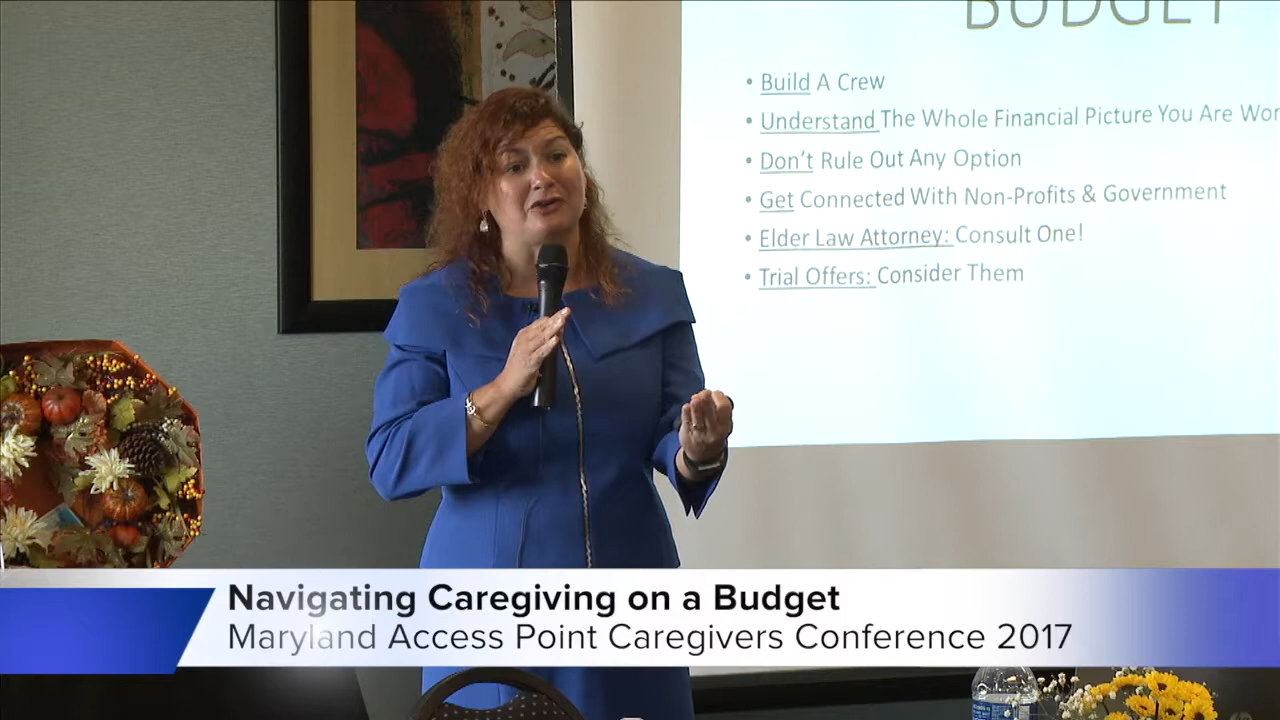 BUDGET
• Build A Crew
• Understand The Whole Financial Picture You Are Wor
• Don't Rule Out Any Option
• Get Connected With Non-Profits & Government
• Elder Law Attorney: Consult One!
• Trial Offers: Consider Them
Navigating Caregiving on a Budget
Maryland Access Point Caregivers Conference 2017